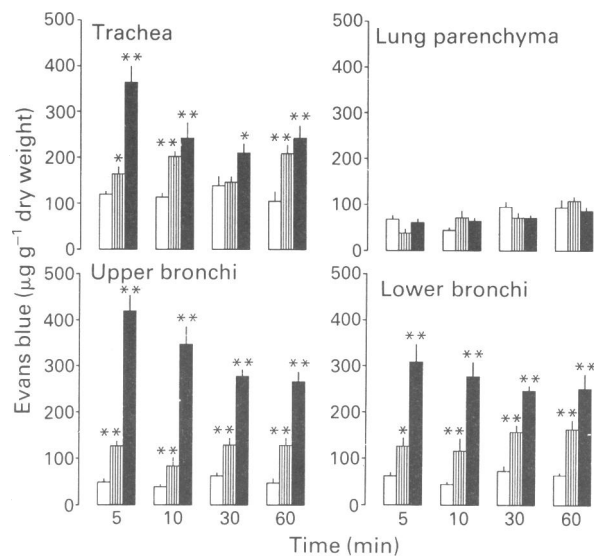 Trachea
Lung parenchyma
500
400
300
200
100
0
** * ** ** * ** **
500
400
300
200
100
0
Upper bronchi
Lower bronchi
500
400
300
200
100
0
** ** ** ** ** ** ** **
5 10 30 60
500
400
300
200
100
0
** * ** ** ** ** **
5 10 30 60
Evans blue (μg g⁻¹ dry weight)
Time (min)